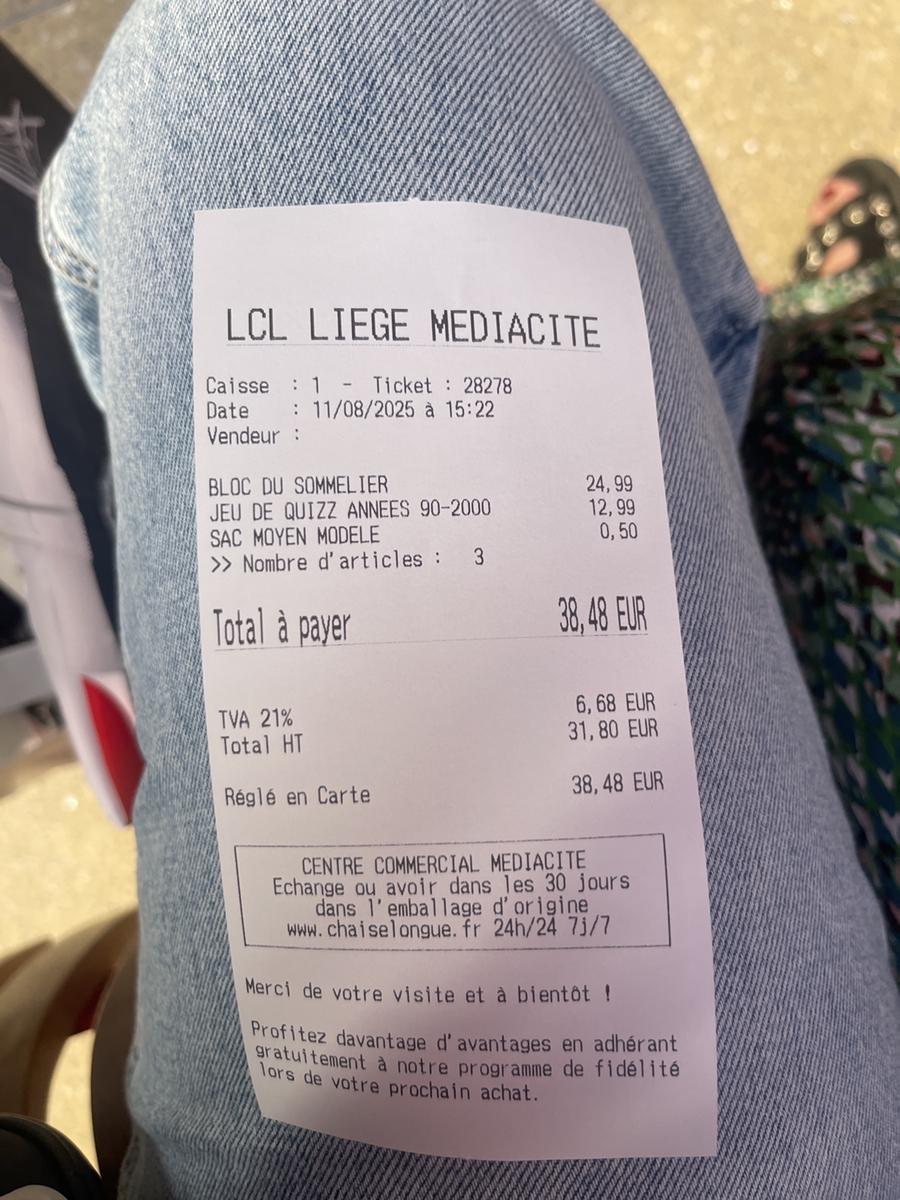 LCL LIEGE MEDIACITE
Caisse : 1 - Ticket : 28278
Date : 11/08/2025 à 15:22
Vendeur :
BLOC DU SOMMELIER 24,99
JEU DE QUIZZ ANNEES 90-2000 12,99
SAC MOYEN MODELE 0,50
>> Nombre d'articles : 3
Total à payer 38,48 EUR
TVA 21% 6,68 EUR
Total HT 31,80 EUR
Réglé en Carte 38,48 EUR
CENTRE COMMERCIAL MEDIACITE
Echange ou avoir dans les 30 jours
dans l'emballage d'origine
www.chaiselongue.fr 24h/24 7j/7
Merci de votre visite et à bientôt !
Profitez davantage d'avantages en adhérant
gratuitement à notre programme de fidélité
lors de votre prochain achat.